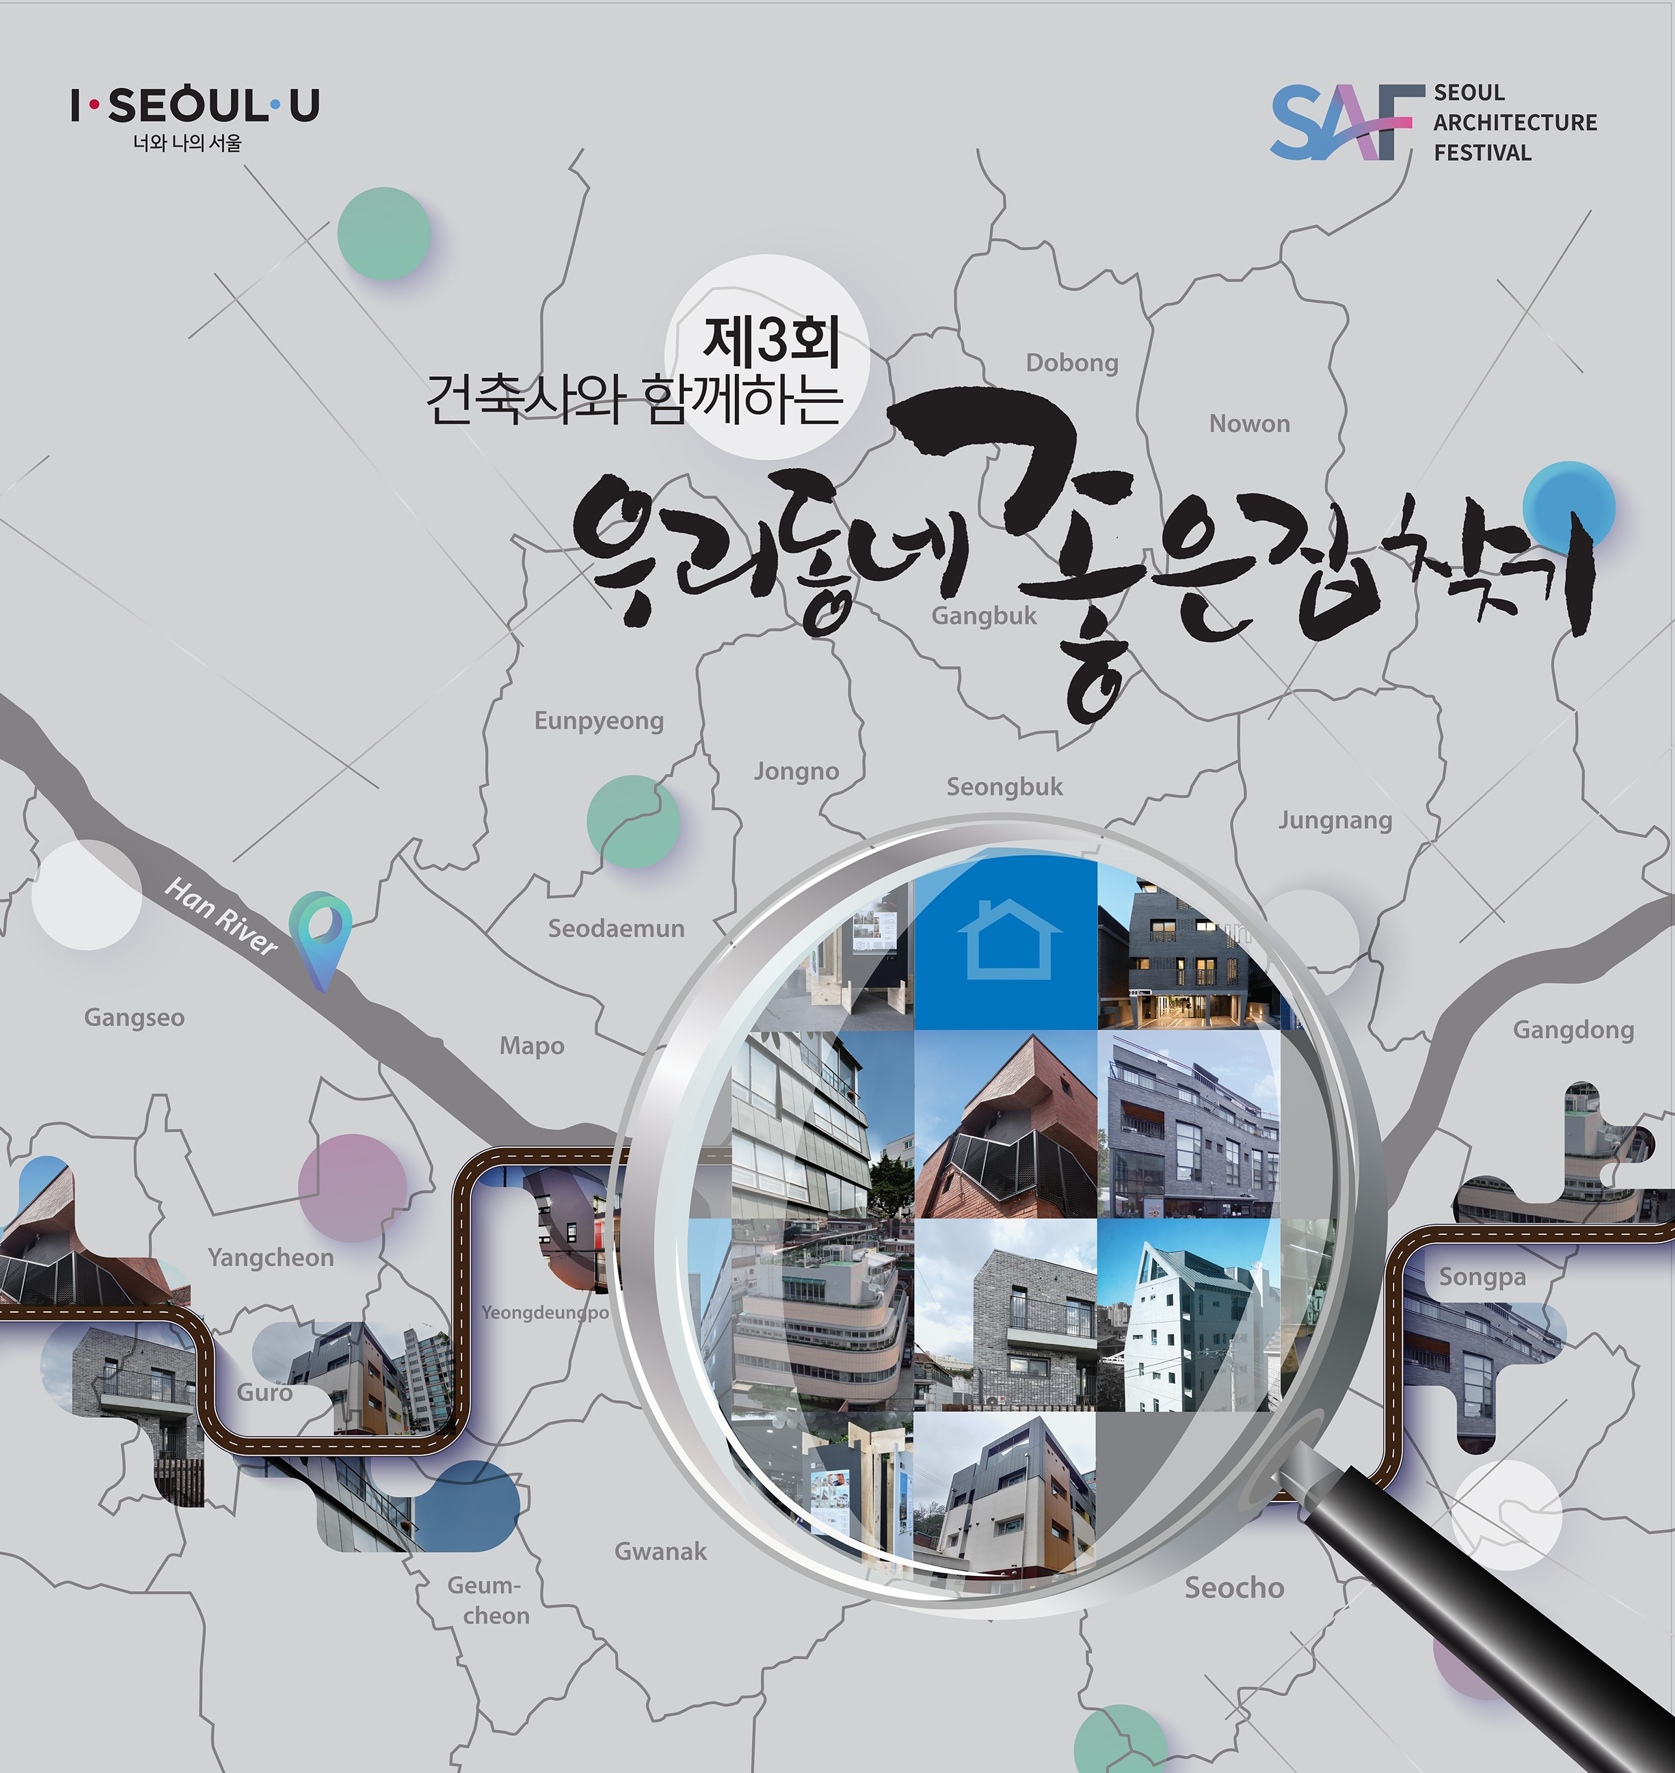 I·SEOUL·U
너와 나의 서울
SAF
SEOUL
ARCHITECTURE
FESTIVAL
제3회
건축사와 함께하는
우리동네 좋은집 찾기
Dobong
Nowon
Gangbuk
Eunpyeong
Jongno
Seongbuk
Jungnang
Han River
Seodaemun
Gangseo
Mapo
Gangdong
Yangcheon
Yeongdeungpo
Songpa
Guro
Gwanak
Geum-
cheon
Seocho